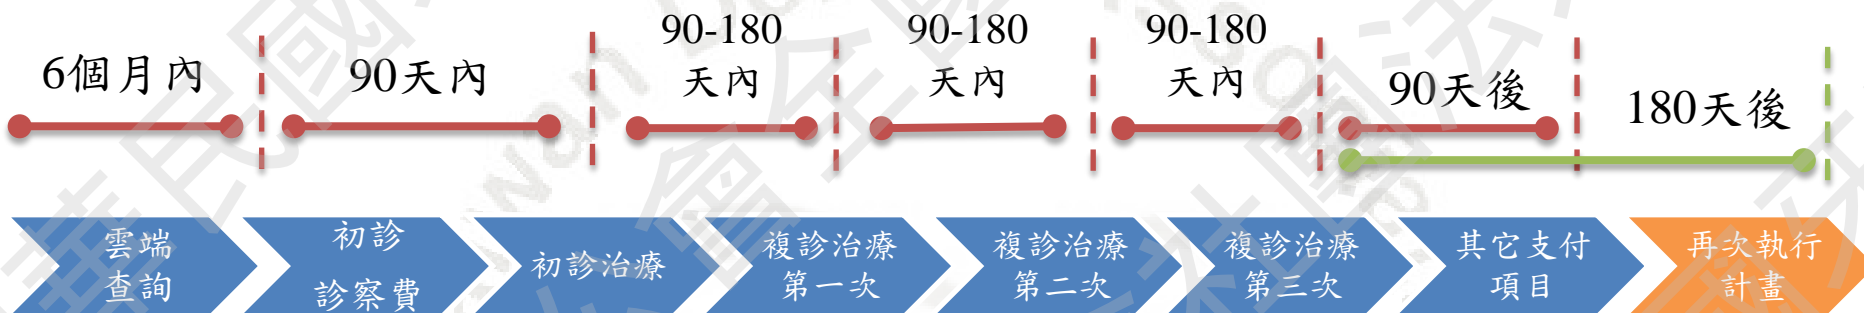 6個月內
90天內
90-180
天內
90-180
天內
90-180
天內
90天後
180天後
雲端
查詢
初診
診察費
初診治療
複診治療
第一次
複診治療
第二次
複診治療
第三次
其它支付
項目
再次執行
計畫